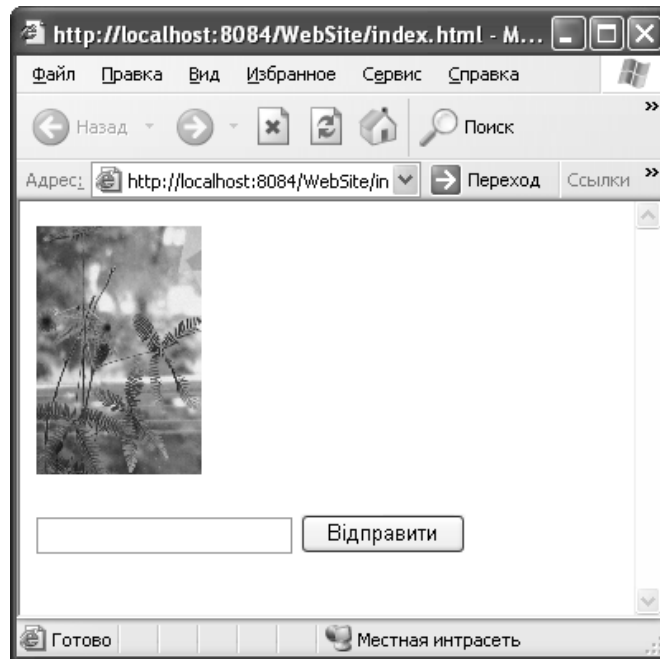 http://localhost:8084/WebSite/index.html - M...
Файл Правка Вид Избранное Сервис Справка
Назад Поиск »
Адрес: http://localhost:8084/WebSite/in Переход Ссылки »
Відправити
Готово Местная интрасеть